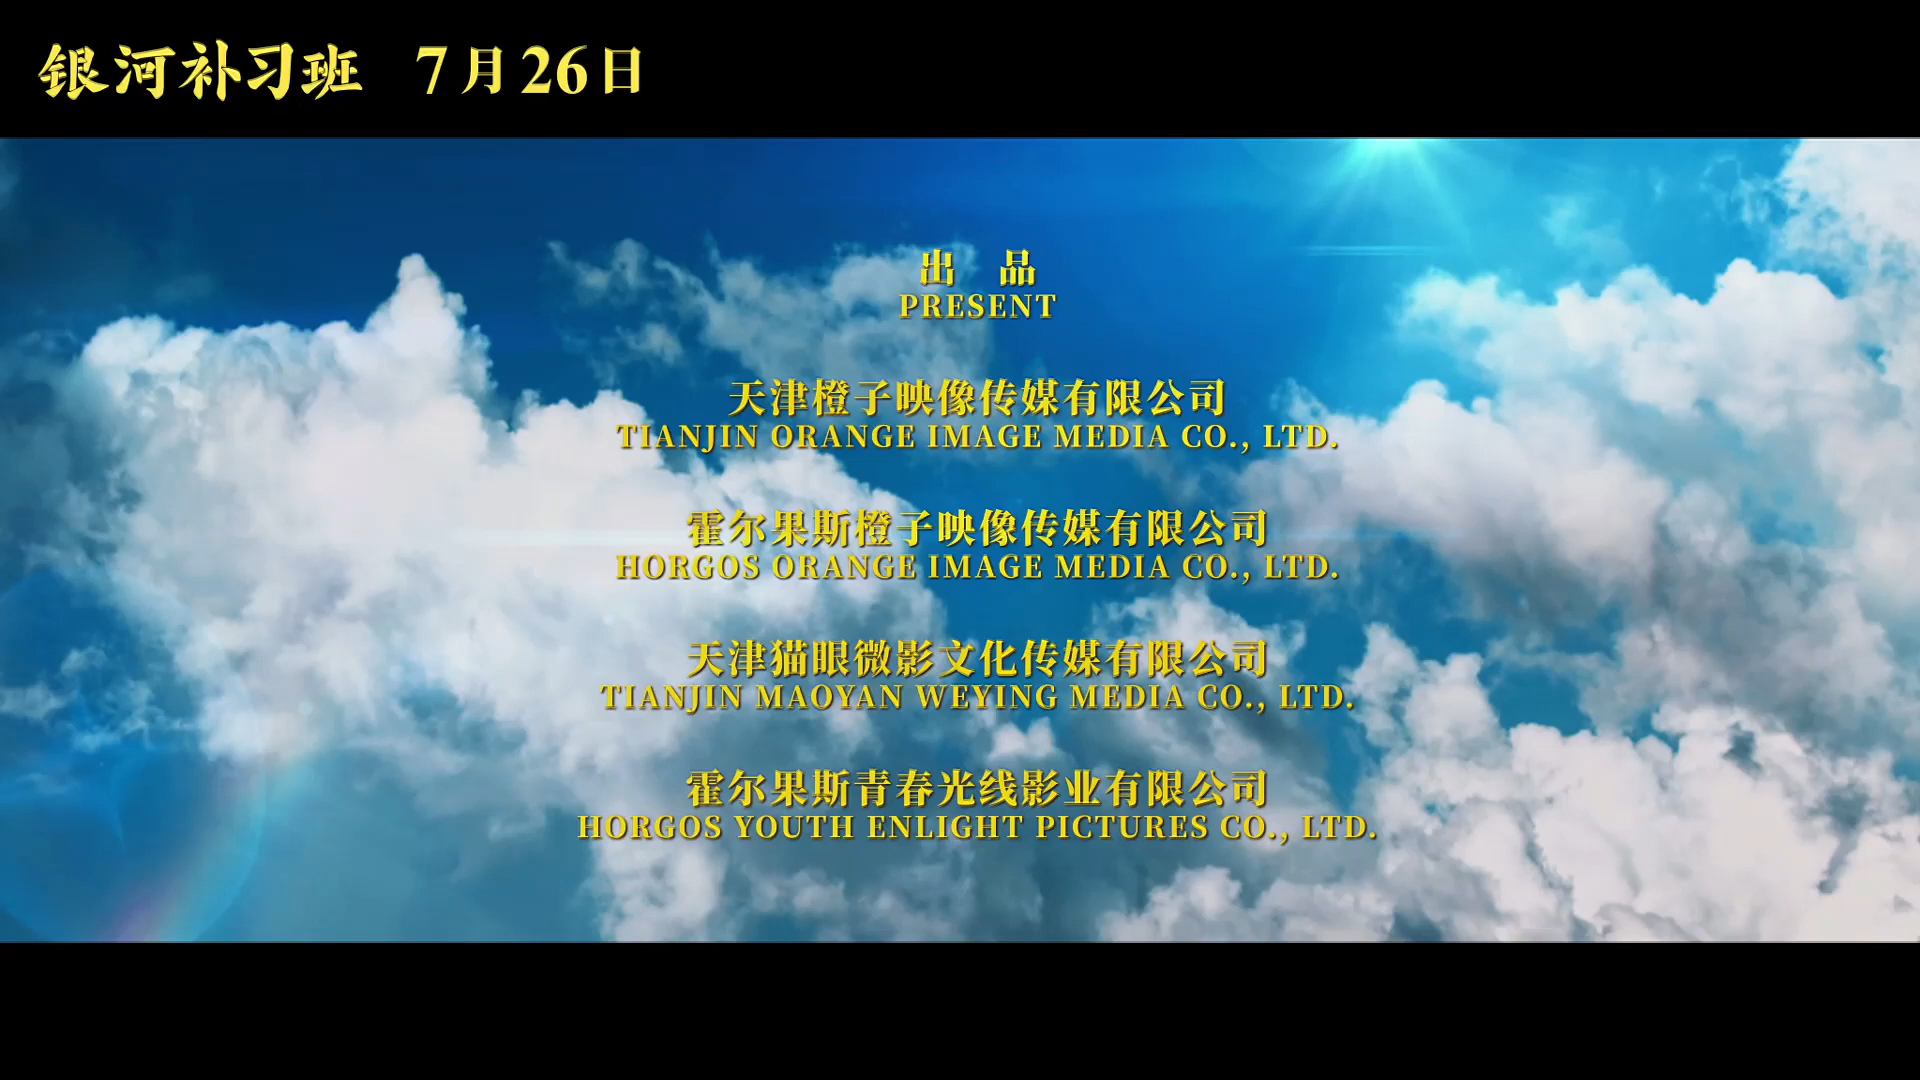 银河补习班 7月26日
出 品
PRESENT
天津橙子映像传媒有限公司
TIANJIN ORANGE IMAGE MEDIA CO., LTD.
霍尔果斯橙子映像传媒有限公司
HORGOS ORANGE IMAGE MEDIA CO., LTD.
天津猫眼微影文化传媒有限公司
TIANJIN MAOYAN WEYING MEDIA CO., LTD.
霍尔果斯青春光线影业有限公司
HORGOS YOUTH ENLIGHT PICTURES CO., LTD.